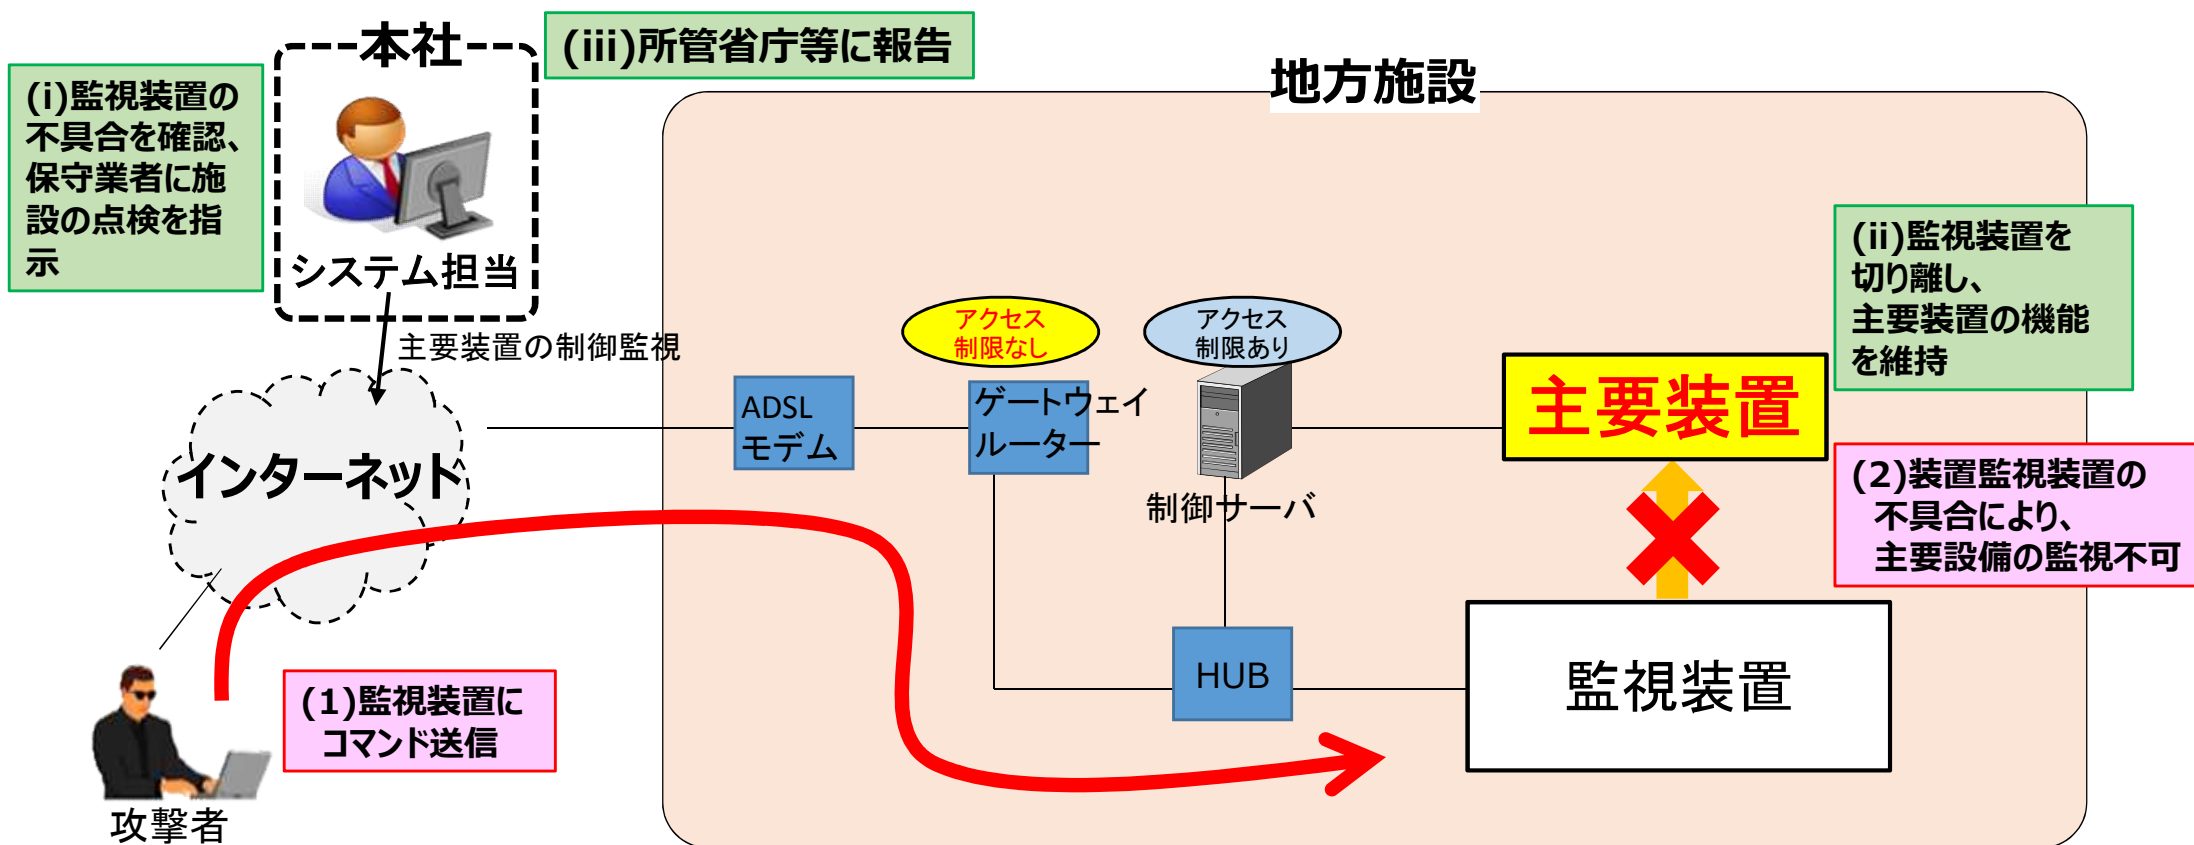 本社
(iii)所管省庁等に報告
(i)監視装置の
不具合を確認、
保守業者に施
設の点検を指
示
システム担当
主要装置の制御監視
インターネット
攻撃者
(1)監視装置に
コマンド送信
地方施設
アクセス
制限なし
アクセス
制限あり
ADSL
モデム
ゲートウェイ
ルーター
制御サーバ
HUB
主要装置
監視装置
(ii)監視装置を
切り離し、
主要装置の機能
を維持
(2)装置監視装置の
不具合により、
主要設備の監視不可